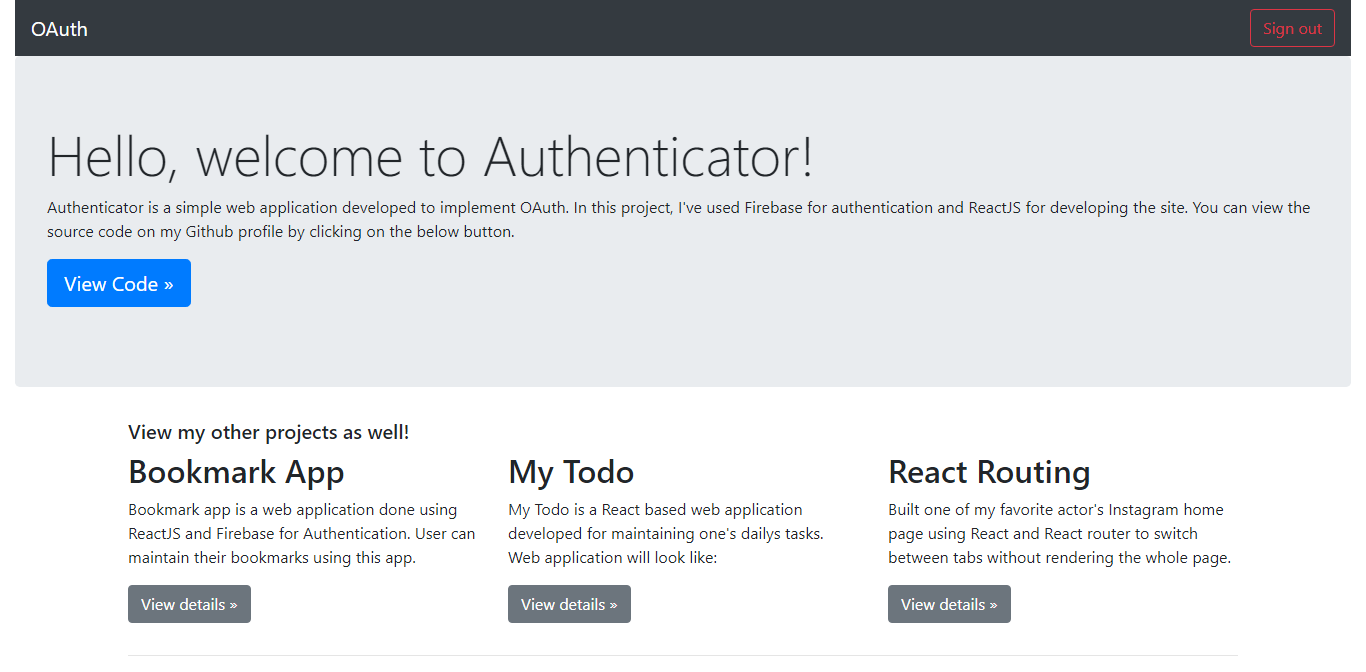 OAuth
Sign out
Hello, welcome to Authenticator!
Authenticator is a simple web application developed to implement OAuth. In this project, I've used Firebase for authentication and ReactJS for developing the site. You can view the
source code on my Github profile by clicking on the below button.
View Code »
View my other projects as well!
Bookmark App
Bookmark app is a web application done using
ReactJS and Firebase for Authentication. User can
maintain their bookmarks using this app.
View details »
My Todo
My Todo is a React based web application
developed for maintaining one's dailys tasks.
Web application will look like:
View details »
React Routing
Built one of my favorite actor's Instagram home
page using React and React router to switch
between tabs without rendering the whole page.
View details »